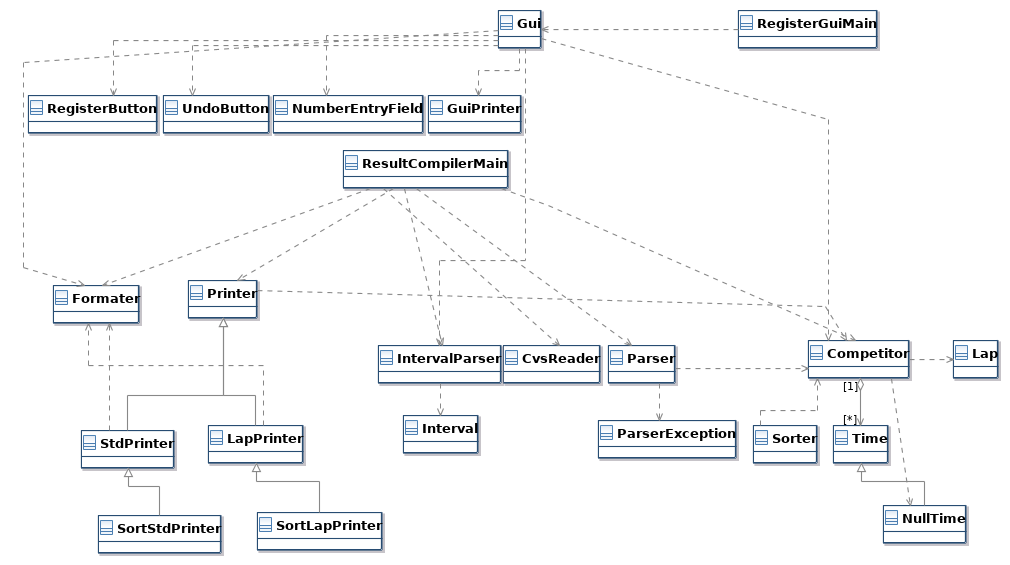 Gui
RegisterGuiMain
RegisterButton
UndoButton
NumberEntryField
GuiPrinter
ResultCompilerMain
Formater
Printer
IntervalParser
CvsReader
Parser
Competitor
Lap
[1]
[*]
Interval
ParserException
Sorter
Time
StdPrinter
LapPrinter
SortStdPrinter
SortLapPrinter
NullTime